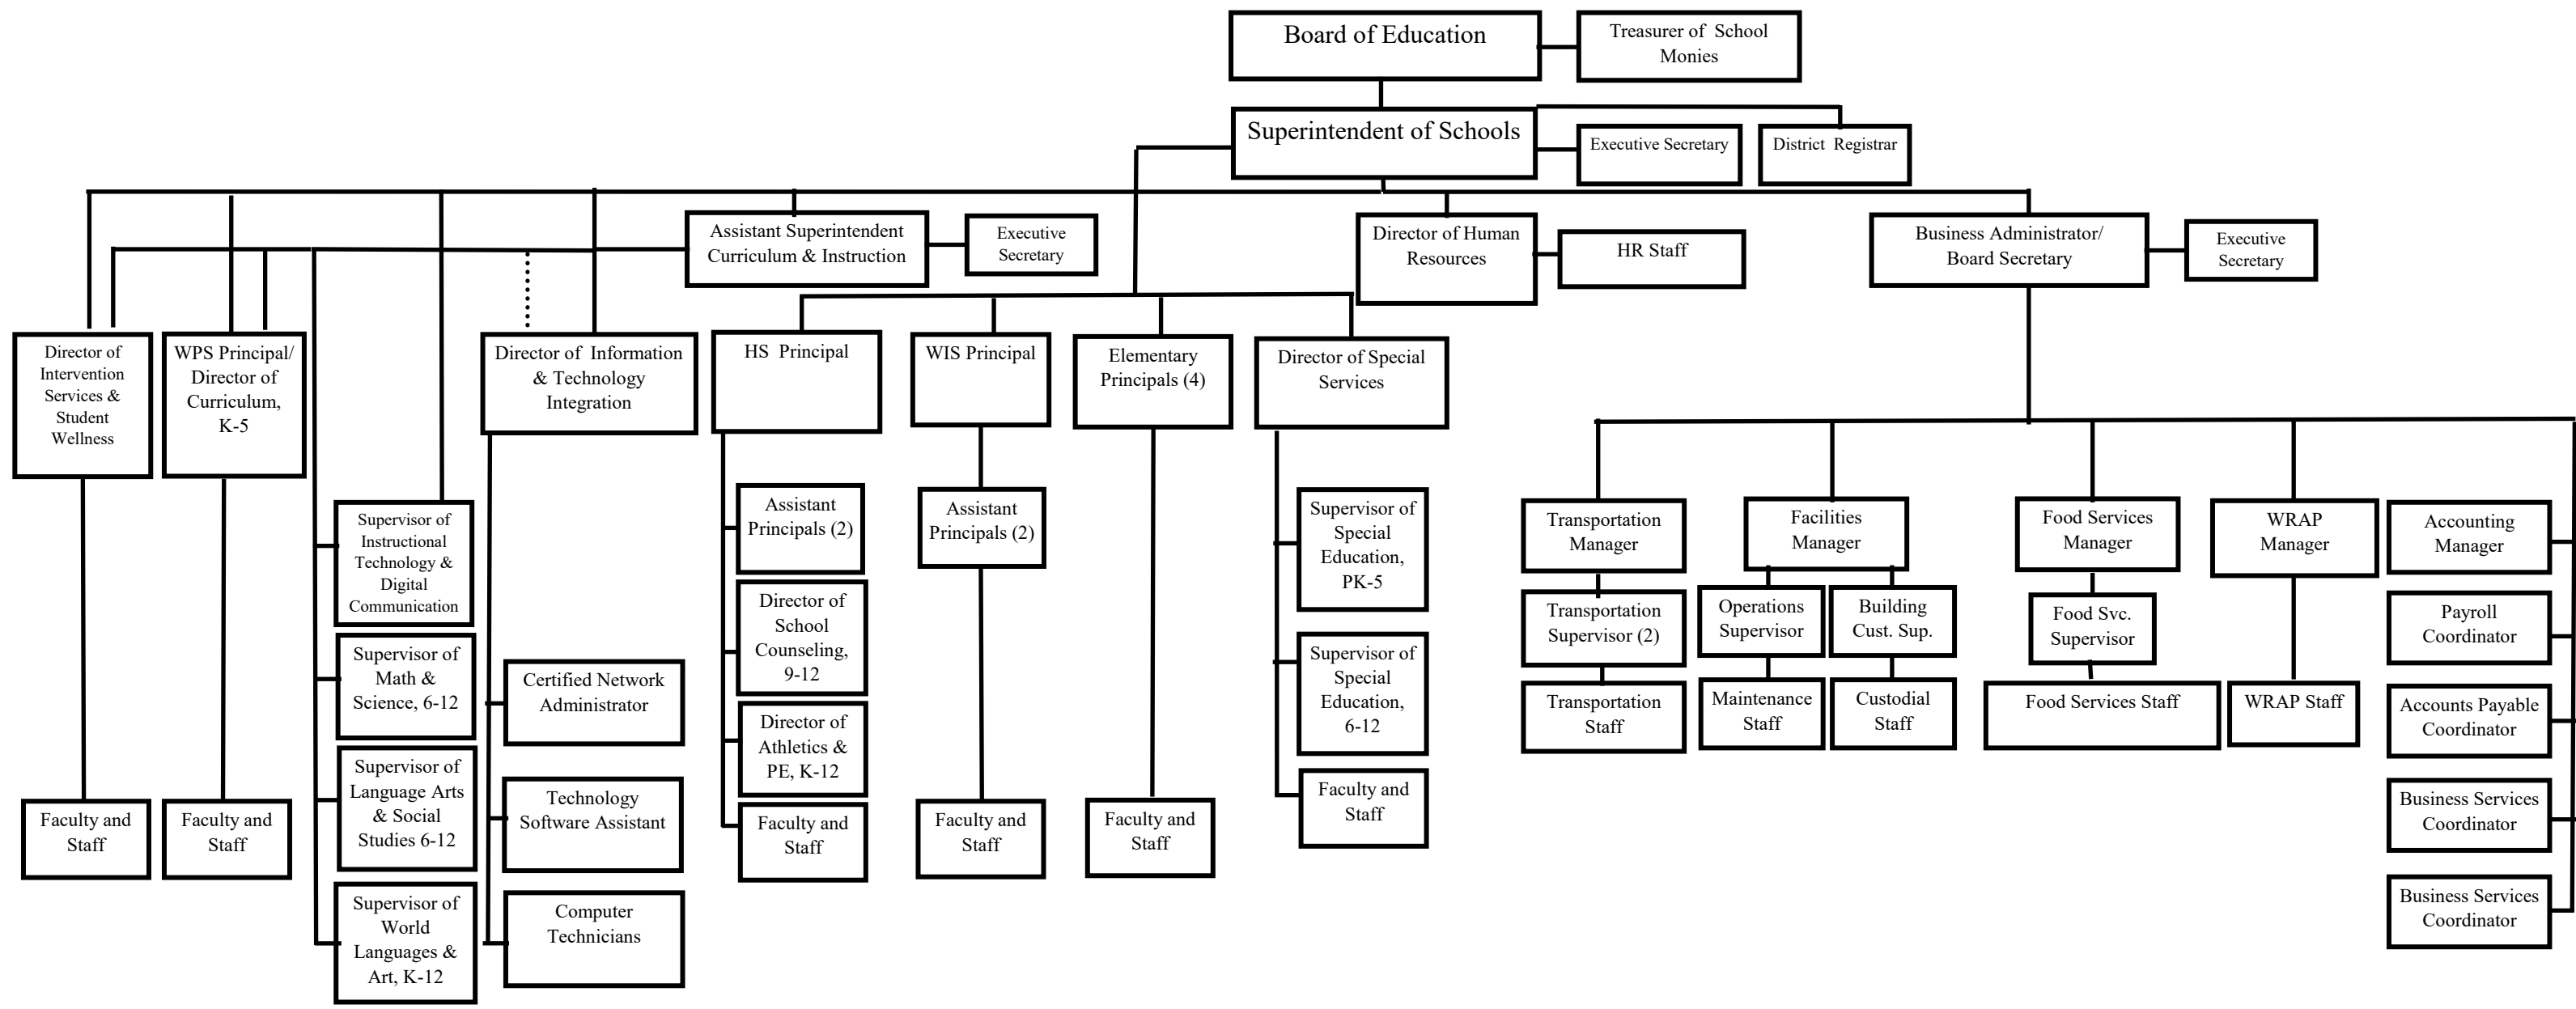 Board of Education
Treasurer of School
Monies
Superintendent of Schools
Executive Secretary
District Registrar
Assistant Superintendent
Curriculum & Instruction
Executive
Secretary
Director of Human
Resources
HR Staff
Business Administrator/
Board Secretary
Executive
Secretary
Director of
Intervention
Services &
Student
Wellness
WPS Principal/
Director of
Curriculum,
K-5
Director of Information
& Technology
Integration
HS Principal
WIS Principal
Elementary
Principals (4)
Director of Special
Services
Supervisor of
Instructional
Technology &
Digital
Communication
Supervisor of
Math &
Science, 6-12
Supervisor of
Language Arts
& Social
Studies 6-12
Supervisor of
World
Languages &
Art, K-12
Certified Network
Administrator
Technology
Software Assistant
Computer
Technicians
Assistant
Principals (2)
Director of
School
Counseling,
9-12
Director of
Athletics &
PE, K-12
Faculty and
Staff
Assistant
Principals (2)
Supervisor of
Special
Education,
PK-5
Supervisor of
Special
Education,
6-12
Faculty and
Staff
Transportation
Manager
Transportation
Supervisor (2)
Transportation
Staff
Facilities
Manager
Operations
Supervisor
Building
Cust. Sup.
Maintenance
Staff
Custodial
Staff
Food Services
Manager
Food Svc.
Supervisor
Food Services Staff
WRAP
Manager
WRAP Staff
Accounting
Manager
Payroll
Coordinator
Accounts Payable
Coordinator
Business Services
Coordinator
Business Services
Coordinator
Faculty and
Staff
Faculty and
Staff
Faculty and
Staff
Faculty and
Staff